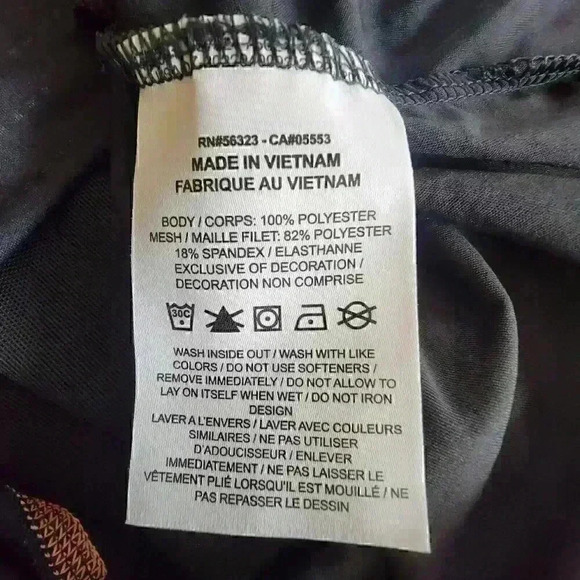 RN#56323 - CA#05553
MADE IN VIETNAM
FABRIQUE AU VIETNAM
BODY / CORPS: 100% POLYESTER
MESH / MAILLE FILET: 82% POLYESTER
18% SPANDEX / ELASTHANNE
EXCLUSIVE OF DECORATION /
DECORATION NON COMPRISE
30C
WASH INSIDE OUT / WASH WITH LIKE
COLORS / DO NOT USE SOFTENERS /
REMOVE IMMEDIATELY / DO NOT ALLOW TO
LAY ON ITSELF WHEN WET / DO NOT IRON
DESIGN
LAVER A L'ENVERS / LAVER AVEC COULEURS
SIMILAIRES / NE PAS UTILISER
D'ADOUCISSEUR / ENLEVER
IMMEDIATEMENT / NE PAS LAISSER LE
VÊTEMENT PLIÉ LORSQU'IL EST MOUILLÉ / NE
PAS REPASSER LE DESSIN